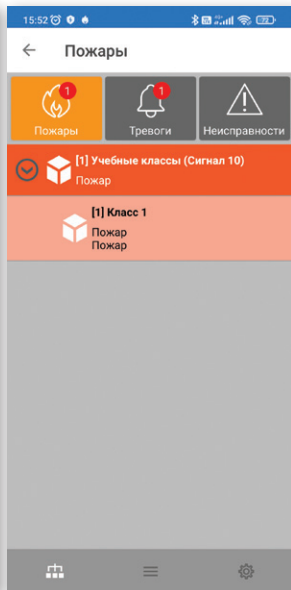 15:52
72
Пожары
1
1
Пожары
Тревоги
Неисправности
[1] Учебные классы (Сигнал 10)
Пожар
[1] Класс 1
Пожар
Пожар